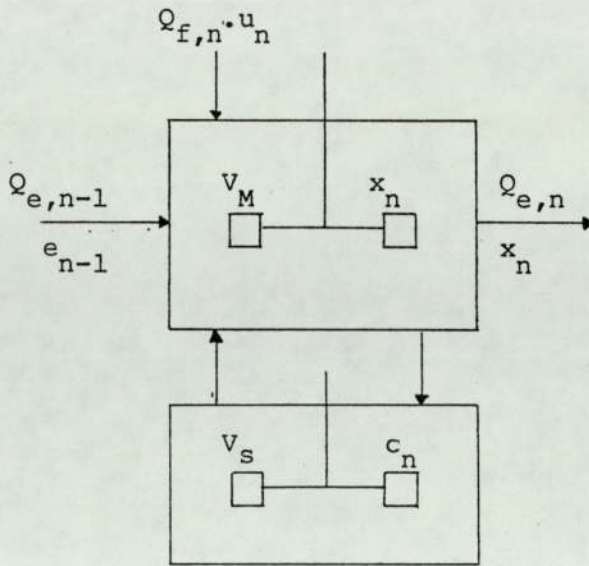 Q_{f,n}·u_n
V_M x_n
Q_{e,n-1} Q_{e,n}
e_{n-1} x_n
V_S c_n